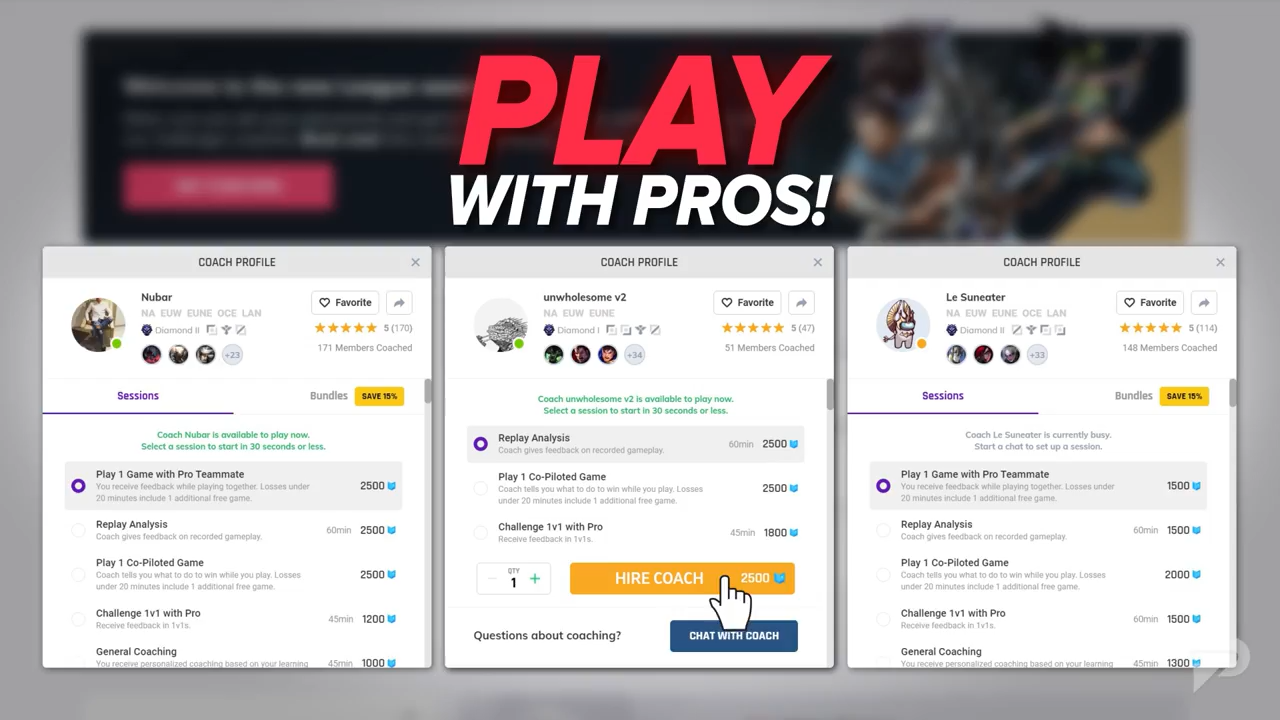 PLAY
WITH PROS!
COACH PROFILE
Nubar
NA EUW EUNE OCE LAN
Diamond II
+23
Favorite
5 (170)
171 Members Coached
Sessions
Bundles SAVE 15%
Coach Nubar is available to play now.
Select a session to start in 30 seconds or less.
Play 1 Game with Pro Teammate
You receive feedback while playing together. Losses under
20 minutes include 1 additional free game.
2500
Replay Analysis
Coach gives feedback on recorded gameplay.
60min 2500
Play 1 Co-Piloted Game
Coach tells you what to do to win while you play. Losses
under 20 minutes include 1 additional free game.
2500
Challenge 1v1 with Pro
Receive feedback in 1v1s.
45min 1200
General Coaching
You receive personalized coaching based on your learning
45min 1000
COACH PROFILE
unwholesome v2
NA EUW EUNE
Diamond I
+34
Favorite
5 (47)
51 Members Coached
Coach unwholesome v2 is available to play now.
Select a session to start in 30 seconds or less.
Replay Analysis
Coach gives feedback on recorded gameplay.
60min 2500
Play 1 Co-Piloted Game
Coach tells you what to do to win while you play. Losses
under 20 minutes include 1 additional free game.
2500
Challenge 1v1 with Pro
Receive feedback in 1v1s.
45min 1800
QTY
1
HIRE COACH 2500
Questions about coaching?
CHAT WITH COACH
COACH PROFILE
Le Suneater
NA EUW EUNE OCE LAN
Diamond II
+33
Favorite
5 (114)
148 Members Coached
Sessions
Bundles SAVE 15%
Coach Le Suneater is currently busy.
Start a chat to set up a session.
Play 1 Game with Pro Teammate
You receive feedback while playing together. Losses under
20 minutes include 1 additional free game.
1500
Replay Analysis
Coach gives feedback on recorded gameplay.
60min 1500
Play 1 Co-Piloted Game
Coach tells you what to do to win while you play. Losses
under 20 minutes include 1 additional free game.
2000
Challenge 1v1 with Pro
Receive feedback in 1v1s.
60min 1500
General Coaching
You receive personalized coaching based on your learning
45min 1300